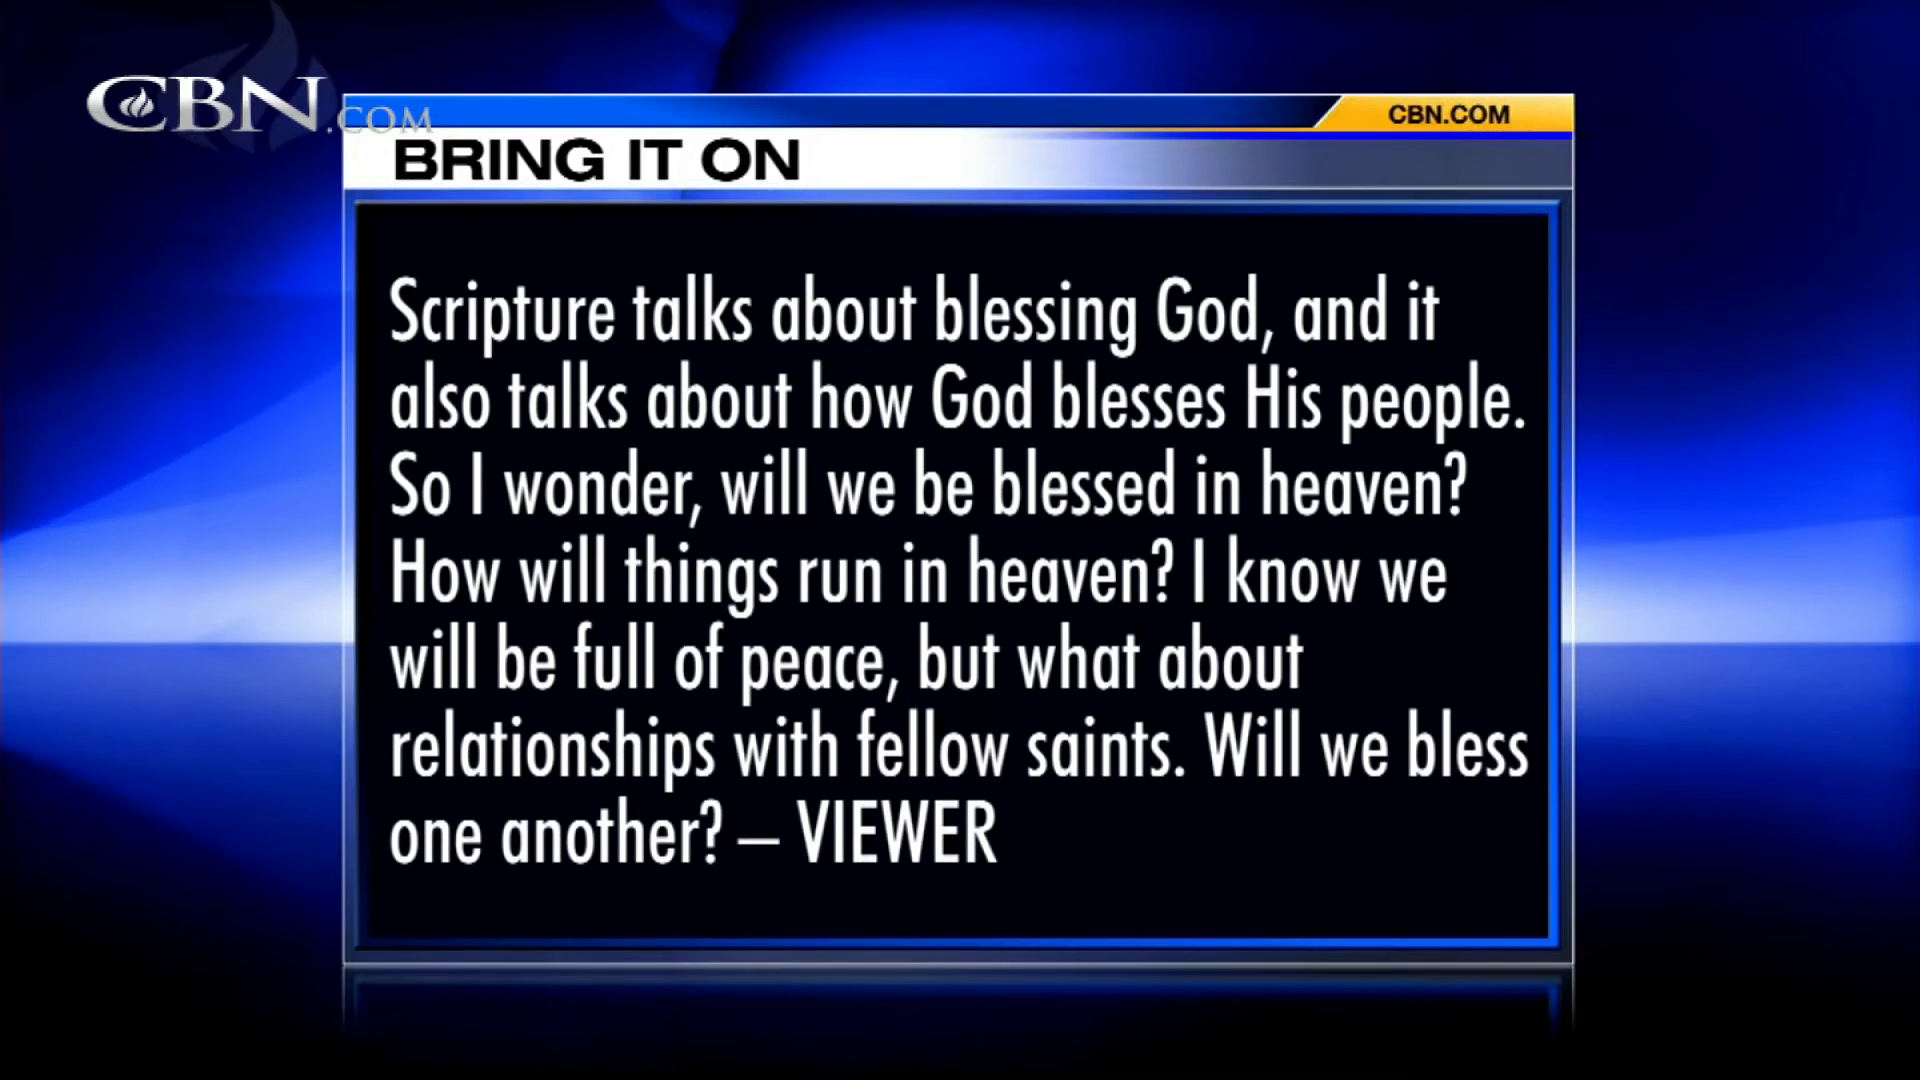 CBN.COM
CBN.COM
BRING IT ON
Scripture talks about blessing God, and it
also talks about how God blesses His people.
So I wonder, will we be blessed in heaven?
How will things run in heaven? I know we
will be full of peace, but what about
relationships with fellow saints. Will we bless
one another? – VIEWER